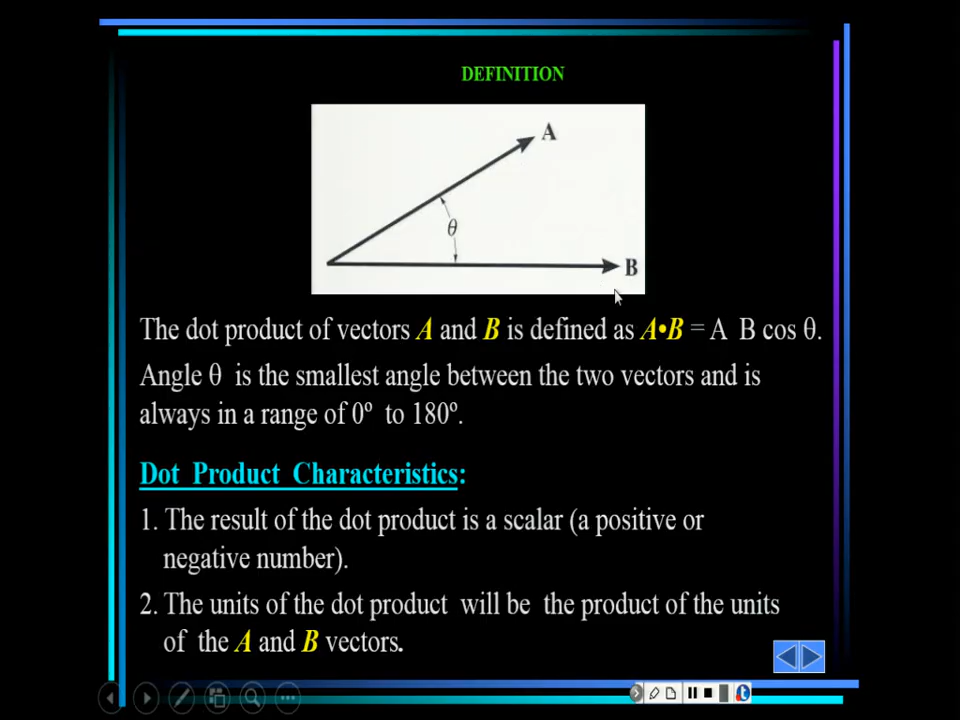 DEFINITION
A
θ
B
The dot product of vectors A and B is defined as A•B = A B cos θ.
Angle θ is the smallest angle between the two vectors and is
always in a range of 0º to 180º.
Dot Product Characteristics:
1. The result of the dot product is a scalar (a positive or
negative number).
2. The units of the dot product will be the product of the units
of the A and B vectors.